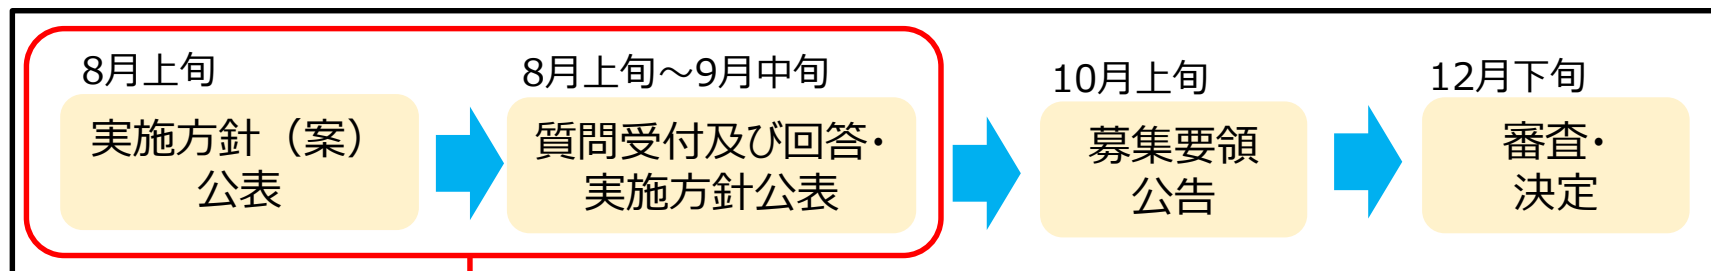 8月上旬
実施方針（案）
公表
8月上旬～9月中旬
質問受付及び回答・
実施方針公表
10月上旬
募集要領
公告
12月下旬
審査・
決定